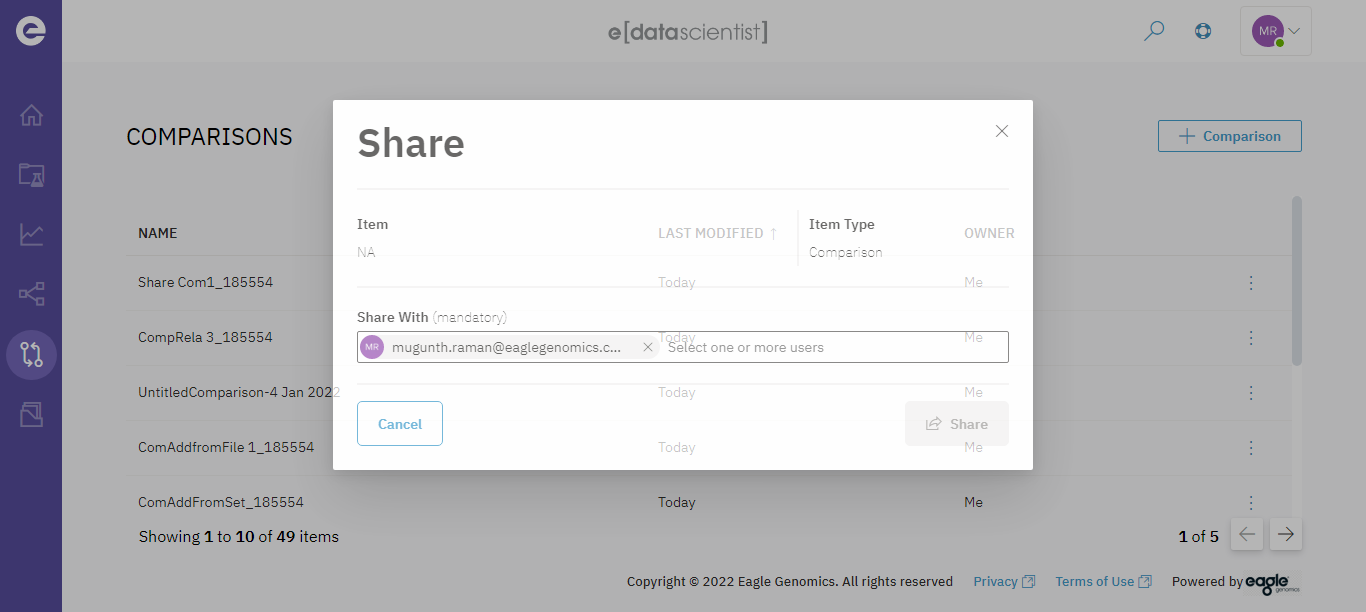 e[datascientist]
MR
COMPARISONS
Comparison
Share
Item
NA
Item Type
Comparison
NAME
LAST MODIFIED ↑
OWNER
Share Com1_185554
Today
Me
CompRela 3_185554
Today
Me
UntitledComparison-4 Jan 2022
Today
Me
ComAddfromFile 1_185554
Today
Me
ComAddFromSet_185554
Today
Me
Share With (mandatory)
MR mugunth.raman@eaglegenomics.c... Select one or more users
Cancel
Share
Showing 1 to 10 of 49 items
1 of 5
Copyright © 2022 Eagle Genomics. All rights reserved
Privacy
Terms of Use
Powered by eagle genomics